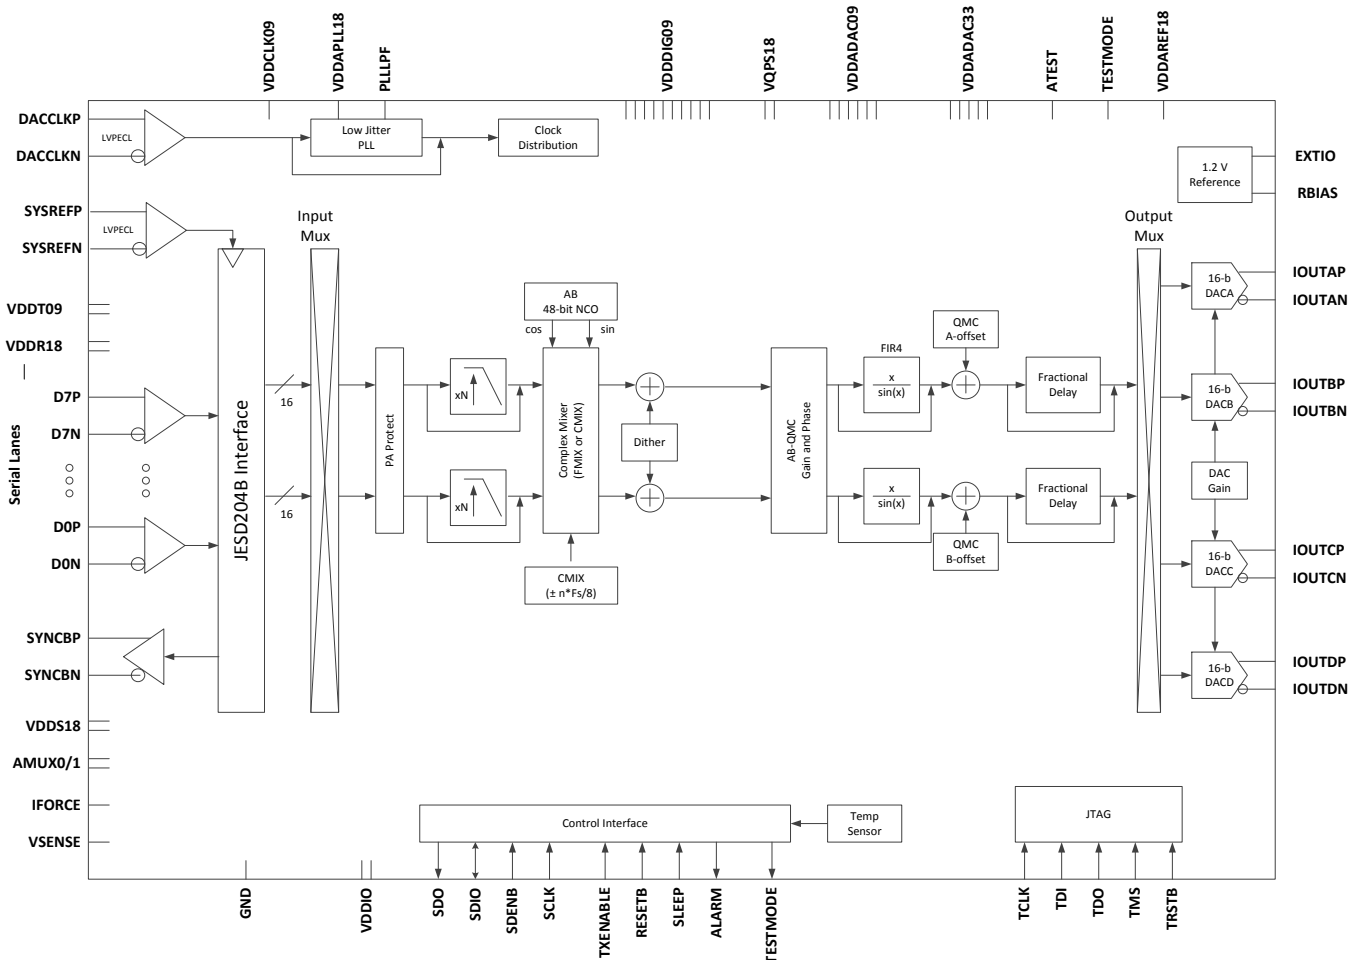 VDDCLK09
VDDAPLL18
PLLLPF
VDDDIG09
VQPS18
VDDADAC09
VDDADAC33
ATEST
TESTMODE
VDDAREF18
DACCLKP
LVPECL
DACCLKN
Low Jitter
PLL
Clock
Distribution
1.2 V
Reference
EXTIO
RBIAS
SYSREFP
LVPECL
SYSREFN
Input
Mux
Output
Mux
VDDT09
VDDR18
Serial Lanes
D7P
D7N
D0P
D0N
JESD204B Interface
16
16
PA Protect
xN
xN
AB
48-bit NCO
cos
sin
Complex Mixer
(FMIX or CMIX)
CMIX
(± n*Fs/8)
Dither
AB-QMC
Gain and Phase
FIR4
x
sin(x)
x
sin(x)
QMC
A-offset
QMC
B-offset
Fractional
Delay
Fractional
Delay
16-b
DACA
16-b
DACB
DAC
Gain
16-b
DACC
16-b
DACD
IOUTAP
IOUTAN
IOUTBP
IOUTBN
IOUTCP
IOUTCN
IOUTDP
IOUTDN
SYNCBP
SYNCBN
VDDS18
AMUX0/1
IFORCE
VSENSE
Control Interface
Temp
Sensor
JTAG
GND
VDDIO
SDO
SDIO
SDENB
SCLK
TXENABLE
RESETB
SLEEP
ALARM
TESTMODE
TCLK
TDI
TDO
TMS
TRSTB